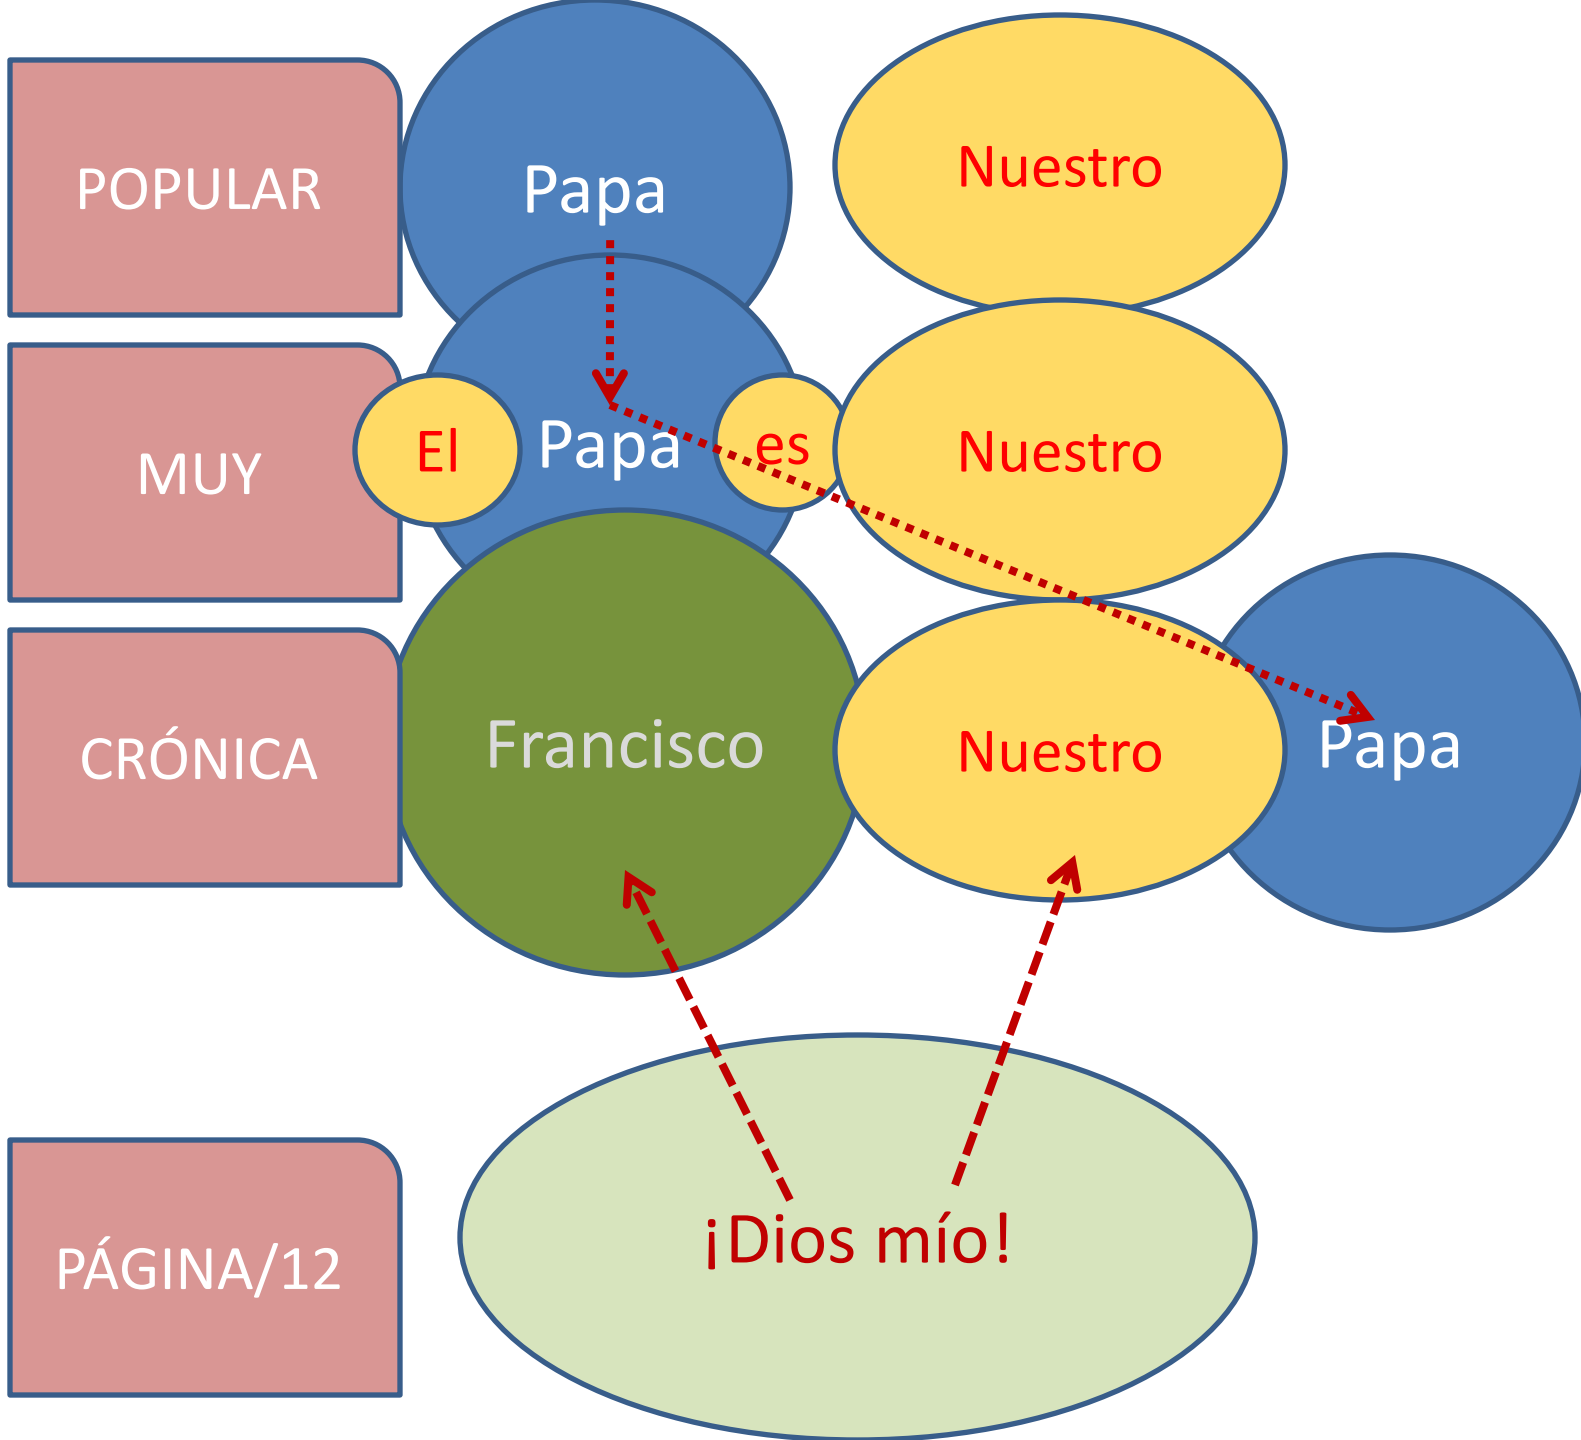 POPULAR Papa Nuestro
MUY El Papa es Nuestro
CRÓNICA Francisco Nuestro Papa
PÁGINA/12 ¡Dios mío!